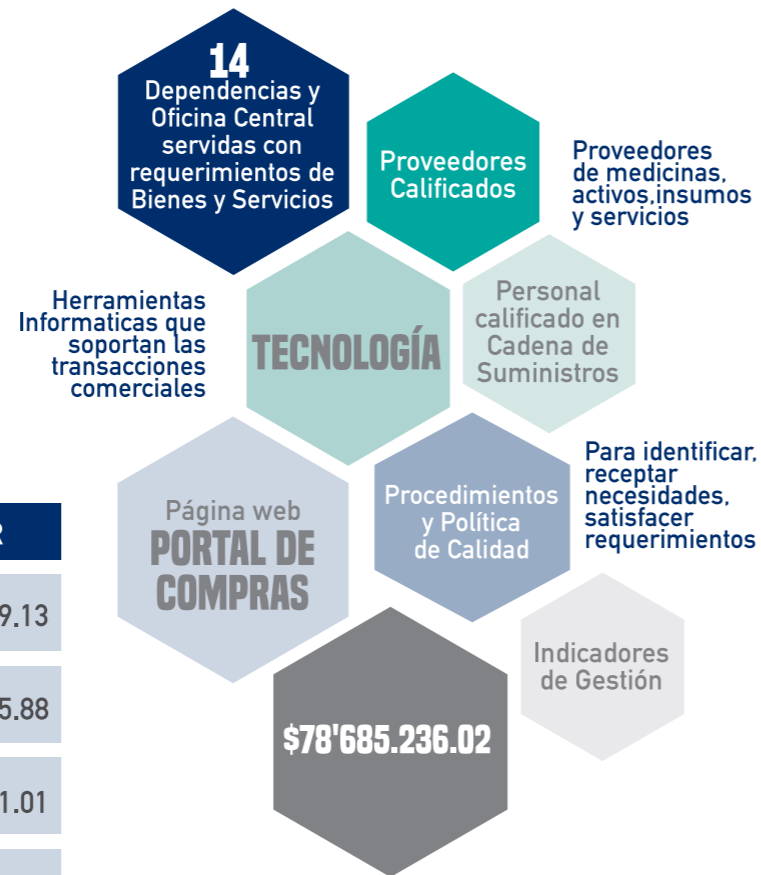 14
Dependencias y
Oficina Central
servidas con
requerimientos de
Bienes y Servicios
Proveedores
Calificados
Proveedores
de medicinas,
activos,insumos
y servicios
Herramientas
Informaticas que
soportan las
transacciones
comerciales
TECNOLOGÍA
Personal
calificado en
Cadena de
Suministros
Página web
PORTAL DE
COMPRAS
Procedimientos
y Política
de Calidad
Para identificar,
receptar
necesidades,
satisfacer
requerimientos
R
9.13
5.88
1.01
Indicadores
de Gestión
$78'685.236.02